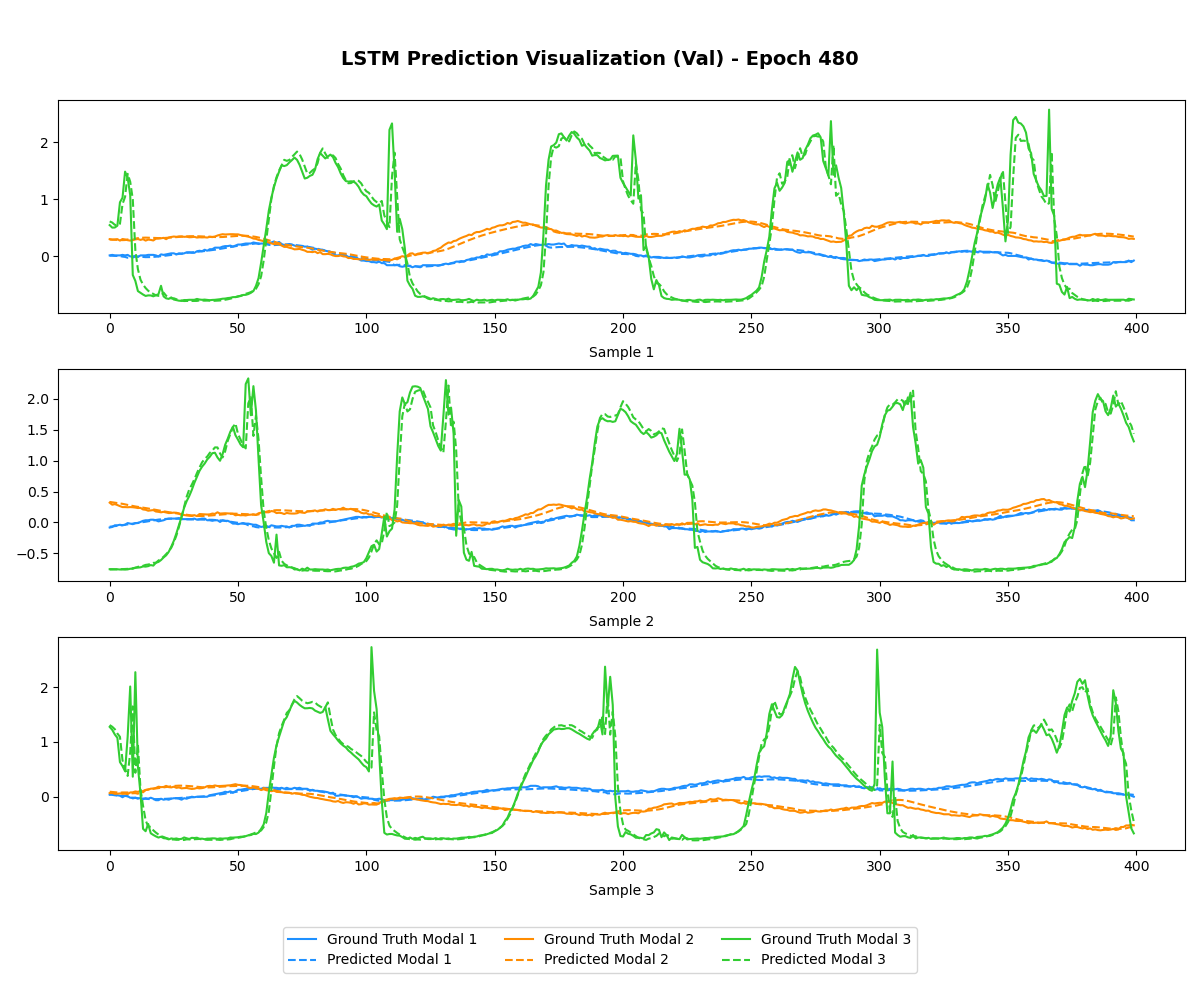 LSTM Prediction Visualization (Val) - Epoch 480
2
1
0
0 50 100 150 200 250 300 350 400
Sample 1
2.0
1.5
1.0
0.5
0.0
−0.5
0 50 100 150 200 250 300 350 400
Sample 2
2
1
0
0 50 100 150 200 250 300 350 400
Sample 3
Ground Truth Modal 1 Ground Truth Modal 2 Ground Truth Modal 3
Predicted Modal 1 Predicted Modal 2 Predicted Modal 3